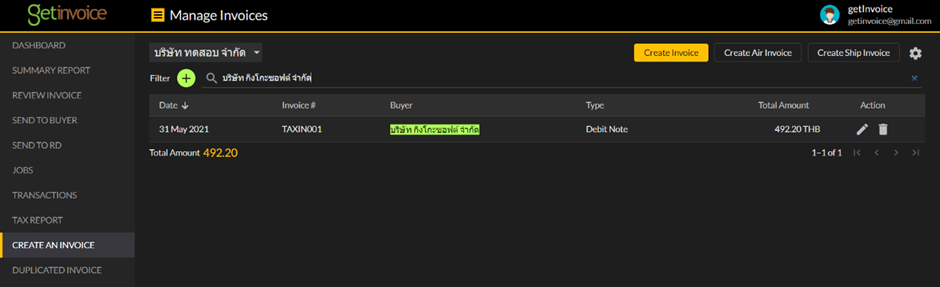 getinvoice
Manage Invoices
getInvoice
getinvoice@gmail.com
DASHBOARD
SUMMARY REPORT
REVIEW INVOICE
SEND TO BUYER
SEND TO RD
JOBS
TRANSACTIONS
TAX REPORT
CREATE AN INVOICE
DUPLICATED INVOICE
บริษัท ทดสอบ จำกัด
Create Invoice
Create Air Invoice
Create Ship Invoice
Filter
บริษัท กิงโกะซอฟต์ จำกัด
Date Invoice # Buyer Type Total Amount Action
31 May 2021 TAXIN001 บริษัท กิงโกะซอฟต์ จำกัด Debit Note 492.20 THB
Total Amount 492.20
1–1 of 1